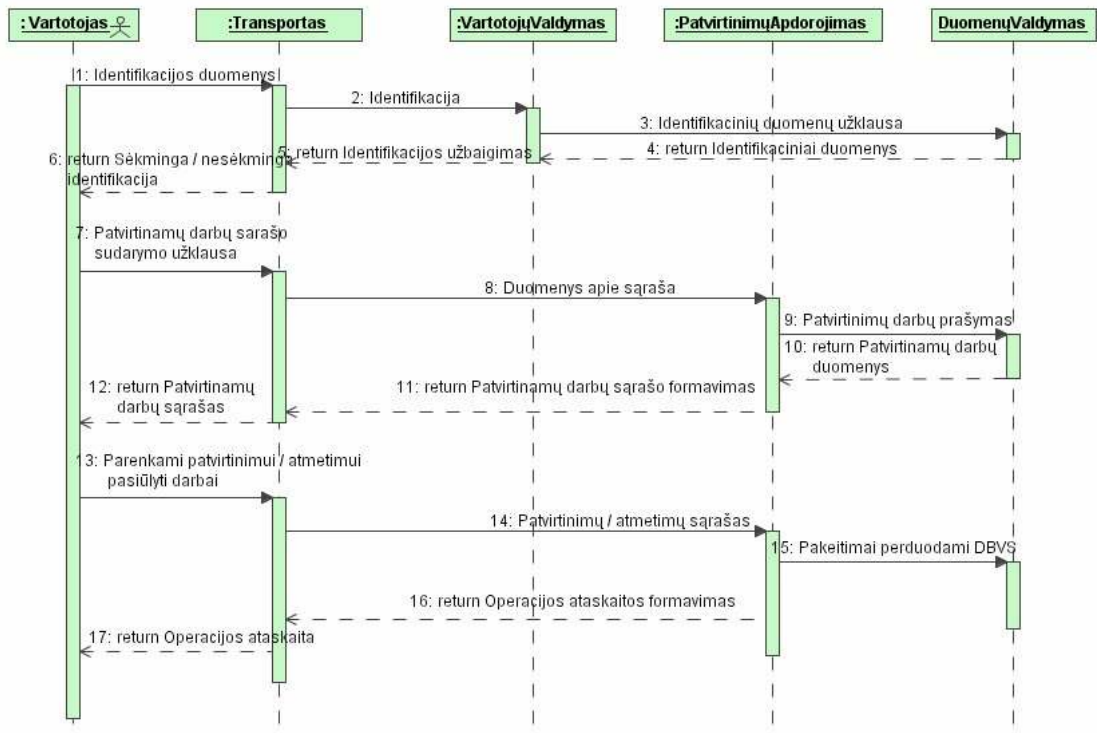 : Vartotojas
:Transportas
:VartotojųValdymas
:PatvirtinimųApdorojimas
DuomenųValdymas
1: Identifikacijos duomenys
2: Identifikacija
3: Identifikacinių duomenų užklausa
4: return Identifikaciniai duomenys
5: return Identifikacijos užbaigimas
6: return Sėkminga / nesėkminga
identifikacija
7: Patvirtinamų darbų sarašo
sudarymo užklausa
8: Duomenys apie sąraša
9: Patvirtinimų darbų prašymas
10: return Patvirtinamų darbų
duomenys
11: return Patvirtinamų darbų sąrašo formavimas
12: return Patvirtinamų
darbų sąrašas
13: Parenkami patvirtinimui / atmetimui
pasiūlyti darbai
14: Patvirtinimų / atmetimų sąrašas
15: Pakeitimai perduodami DBVS
16: return Operacijos ataskaitos formavimas
17: return Operacijos ataskaita